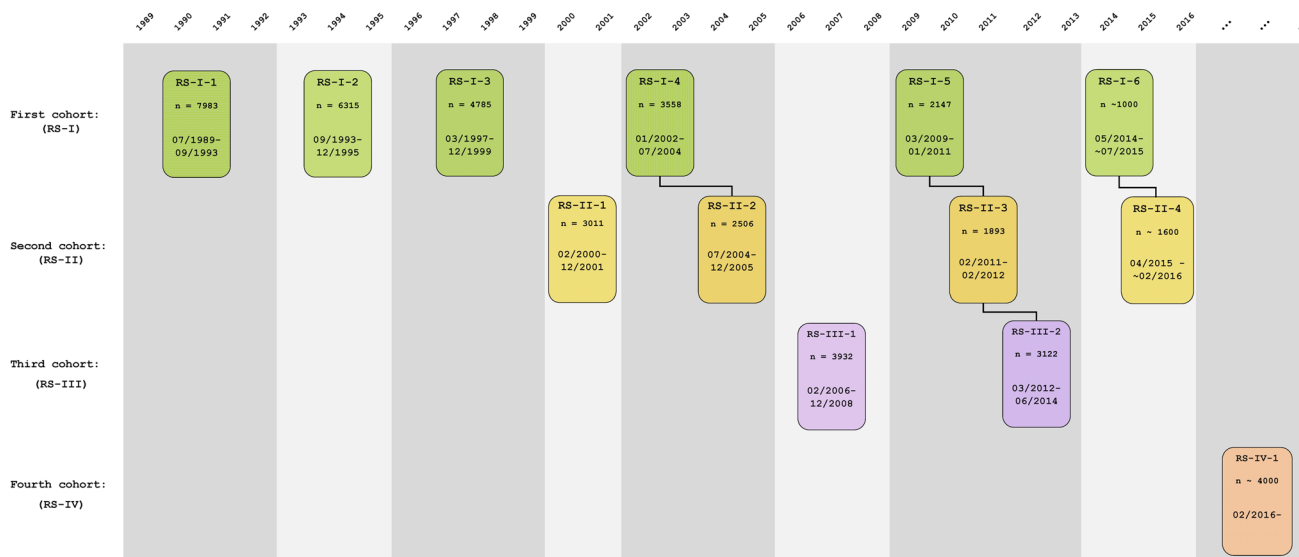 1989 1990 1991 1992 1993 1994 1995 1996 1997 1998 1999 2000 2001 2002 2003 2004 2005 2006 2007 2008 2009 2010 2011 2012 2013 2014 2015 2016 ... ...
First cohort:
(RS-I)
RS-I-1
n = 7983
07/1989-
09/1993
RS-I-2
n = 6315
09/1993-
12/1995
RS-I-3
n = 4785
03/1997-
12/1999
RS-I-4
n = 3558
01/2002-
07/2004
RS-I-5
n = 2147
03/2009-
01/2011
RS-I-6
n ~1000
05/2014-
~07/2015
Second cohort:
(RS-II)
RS-II-1
n = 3011
02/2000-
12/2001
RS-II-2
n = 2506
07/2004-
12/2005
RS-II-3
n = 1893
02/2011-
02/2012
RS-II-4
n ~ 1600
04/2015 -
~02/2016
Third cohort:
(RS-III)
RS-III-1
n = 3932
02/2006-
12/2008
RS-III-2
n = 3122
03/2012-
06/2014
Fourth cohort:
(RS-IV)
RS-IV-1
n ~ 4000
02/2016-